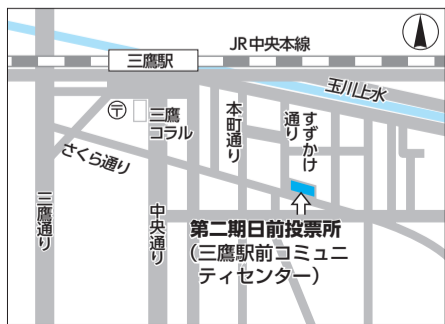 JR中央本線
三鷹駅
玉川上水
〒
三鷹
コラル
本町通り
すずかけ
通り
さくら通り
三鷹通り
中央通り
第二期日前投票所
(三鷹駅前コミュニ
ティセンター)